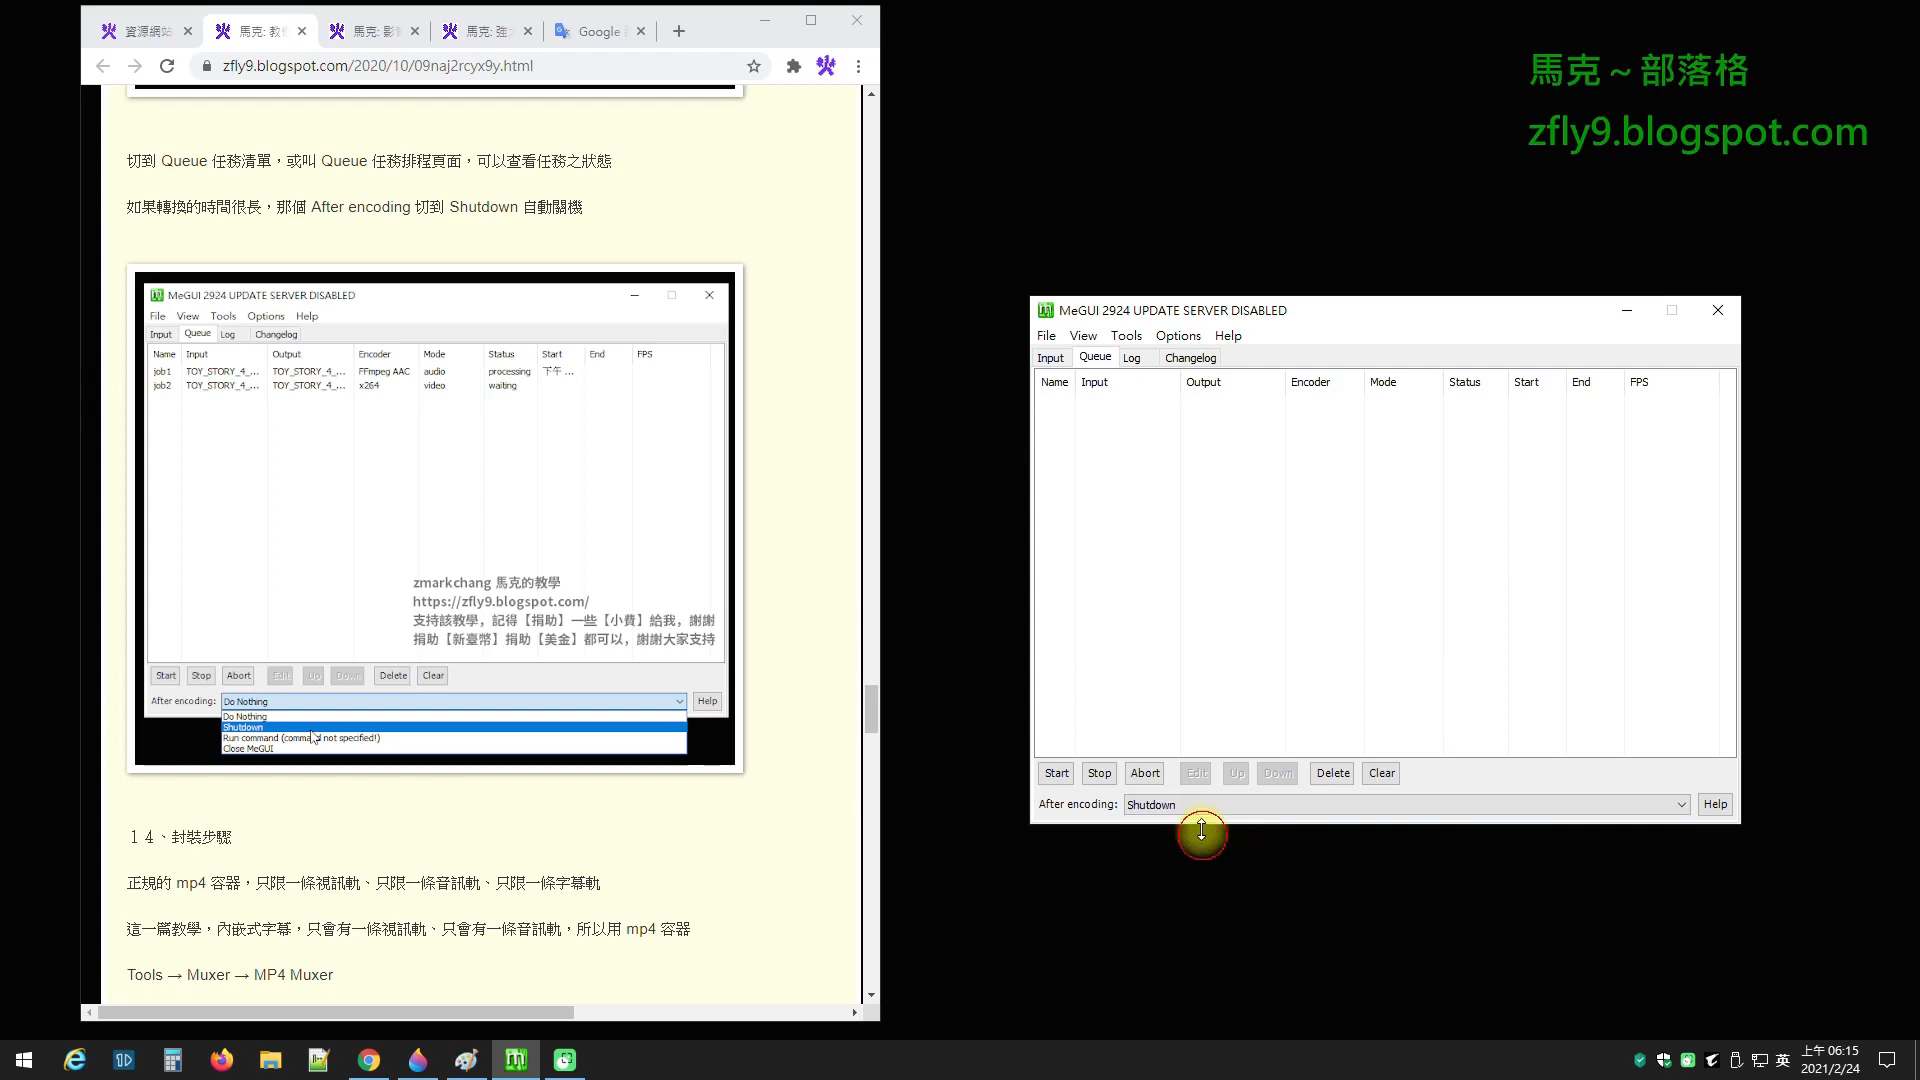 資源網站
馬克: 教
馬克: 影
馬克: 強
Google
zfly9.blogspot.com/2020/10/09naj2rcyx9y.html
切到 Queue 任務清單，或叫 Queue 任務排程頁面，可以查看任務之狀態
如果轉換的時間很長，那個 After encoding 切到 Shutdown 自動關機
MeGUI 2924 UPDATE SERVER DISABLED
File View Tools Options Help
Input Queue Log Changelog
Name Input Output Encoder Mode Status Start End FPS
job1 TOY_STORY_4_... TOY_STORY_4_... FFmpeg AAC audio processing 下午 ...
job2 TOY_STORY_4_... TOY_STORY_4_... x264 video waiting
zmarkchang 馬克的教學
https://zfly9.blogspot.com/
支持該教學，記得【捐助】一些【小費】給我，謝謝
捐助【新臺幣】捐助【美金】都可以，謝謝大家支持
Start Stop Abort Edit Up Down Delete Clear
After encoding: Do Nothing Help
Do Nothing
Shutdown
Run command (command not specified!)
Close MeGUI
１４、封裝步驟
正規的 mp4 容器，只限一條視訊軌、只限一條音訊軌、只限一條字幕軌
這一篇教學，內嵌式字幕，只會有一條視訊軌、只會有一條音訊軌，所以用 mp4 容器
Tools → Muxer → MP4 Muxer
馬克～部落格
zfly9.blogspot.com
MeGUI 2924 UPDATE SERVER DISABLED
File View Tools Options Help
Input Queue Log Changelog
Name Input Output Encoder Mode Status Start End FPS
Start Stop Abort Edit Up Down Delete Clear
After encoding: Shutdown Help
英
上午 06:15
2021/2/24